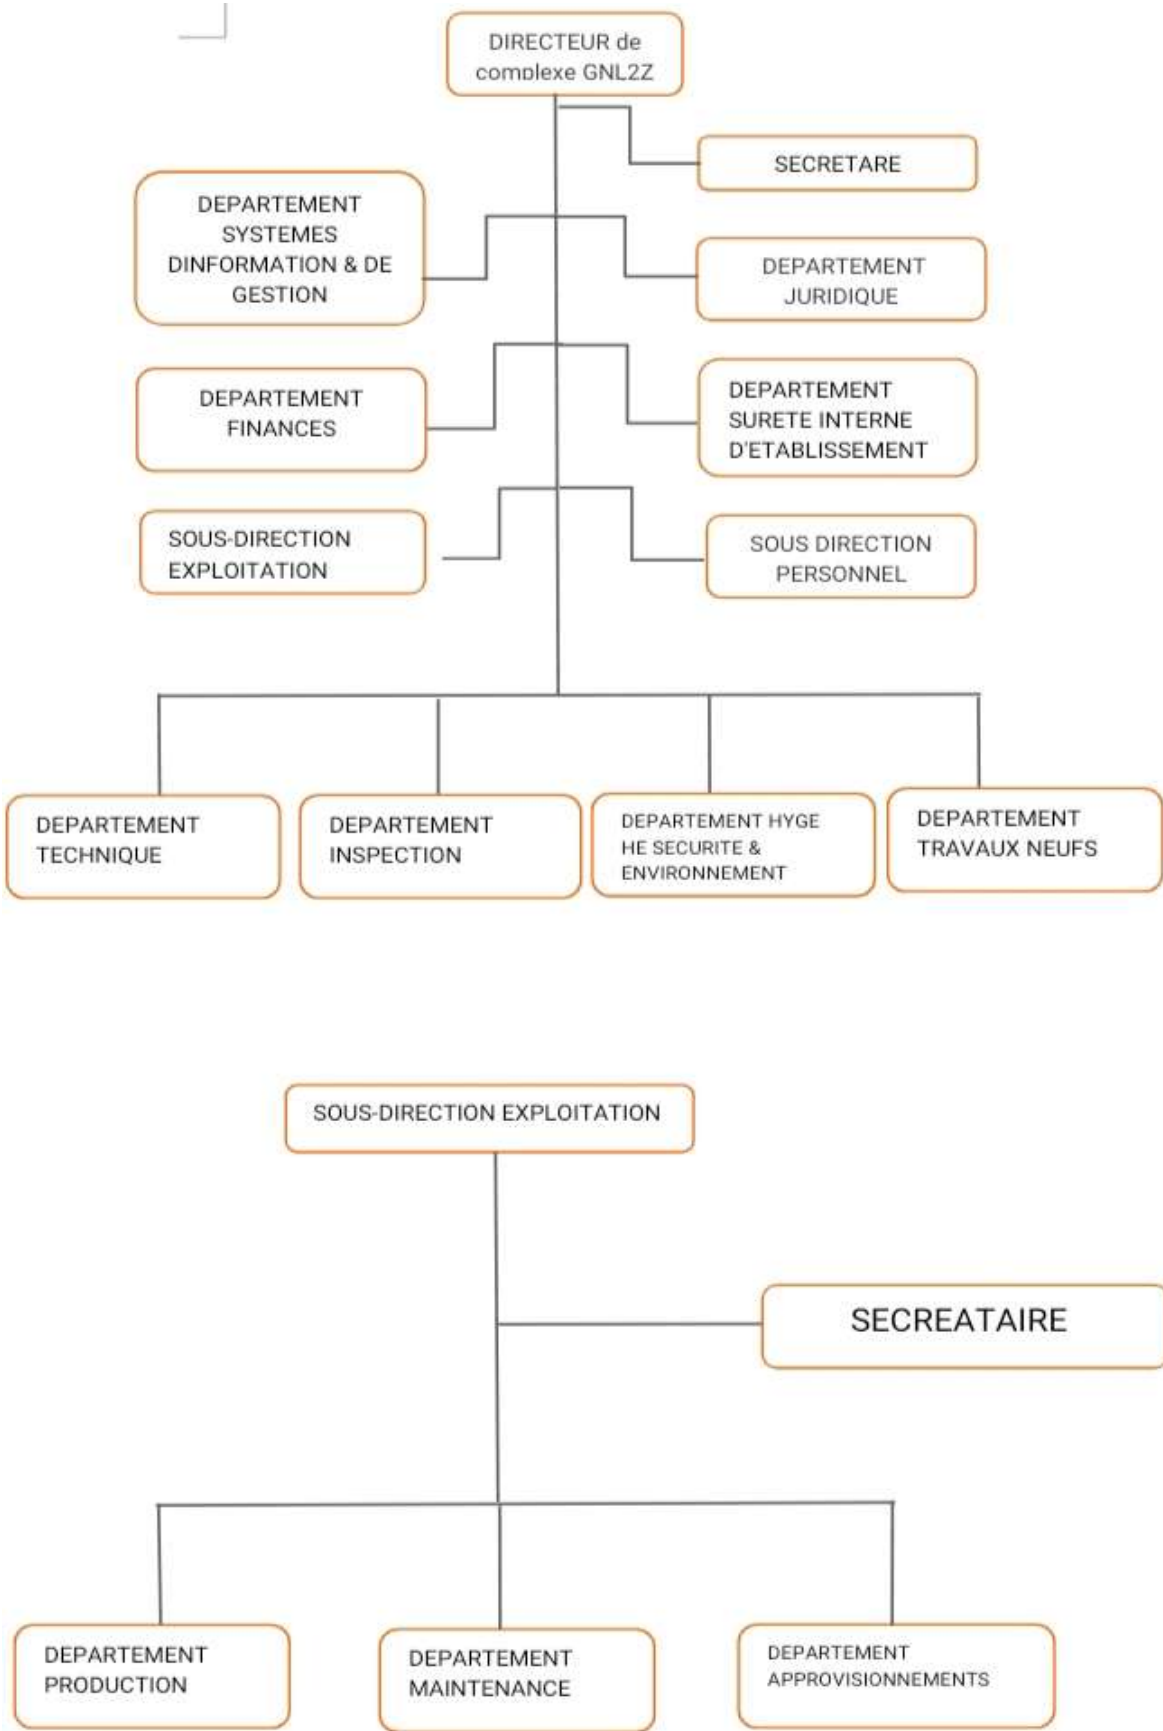 DIRECTEUR de
complexe GNL2Z
SECRETARE
DEPARTEMENT
SYSTEMES
DINFORMATION & DE
GESTION
DEPARTEMENT
JURIDIQUE
DEPARTEMENT
FINANCES
DEPARTEMENT
SURETE INTERNE
D'ETABLISSEMENT
SOUS-DIRECTION
EXPLOITATION
SOUS DIRECTION
PERSONNEL
DEPARTEMENT
TECHNIQUE
DEPARTEMENT
INSPECTION
DEPARTEMENT HYGE
HE SECURITE &
ENVIRONNEMENT
DEPARTEMENT
TRAVAUX NEUFS
SOUS-DIRECTION EXPLOITATION
SECREATAIRE
DEPARTEMENT
PRODUCTION
DEPARTEMENT
MAINTENANCE
DEPARTEMENT
APPROVISIONNEMENTS